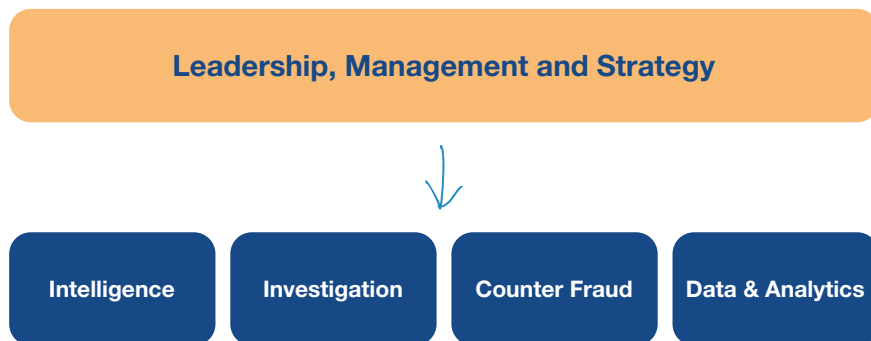 Leadership, Management and Strategy
Intelligence
Investigation
Counter Fraud
Data & Analytics